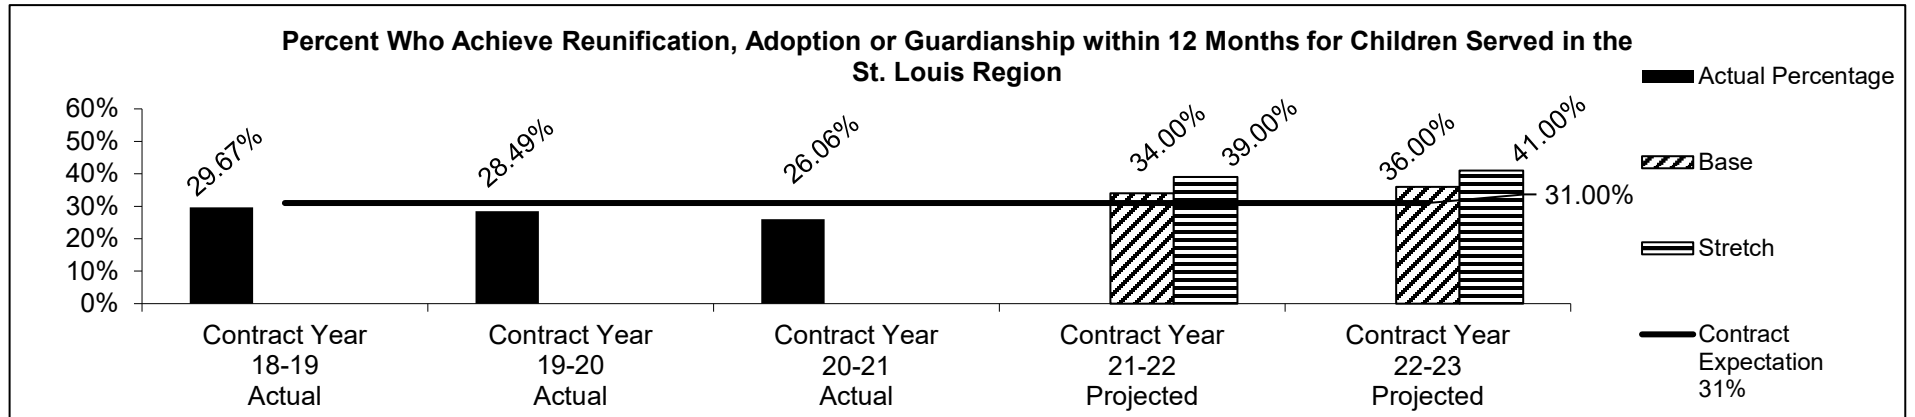 Percent Who Achieve Reunification, Adoption or Guardianship within 12 Months for Children Served in the
St. Louis Region
Actual Percentage
Base
Stretch
Contract
Expectation
31%
60%
50%
40%
30%
20%
10%
0%
29.67%
28.49%
26.06%
34.00%
39.00%
36.00%
41.00%
31.00%
Contract Year
18-19
Actual
Contract Year
19-20
Actual
Contract Year
20-21
Actual
Contract Year
21-22
Projected
Contract Year
22-23
Projected